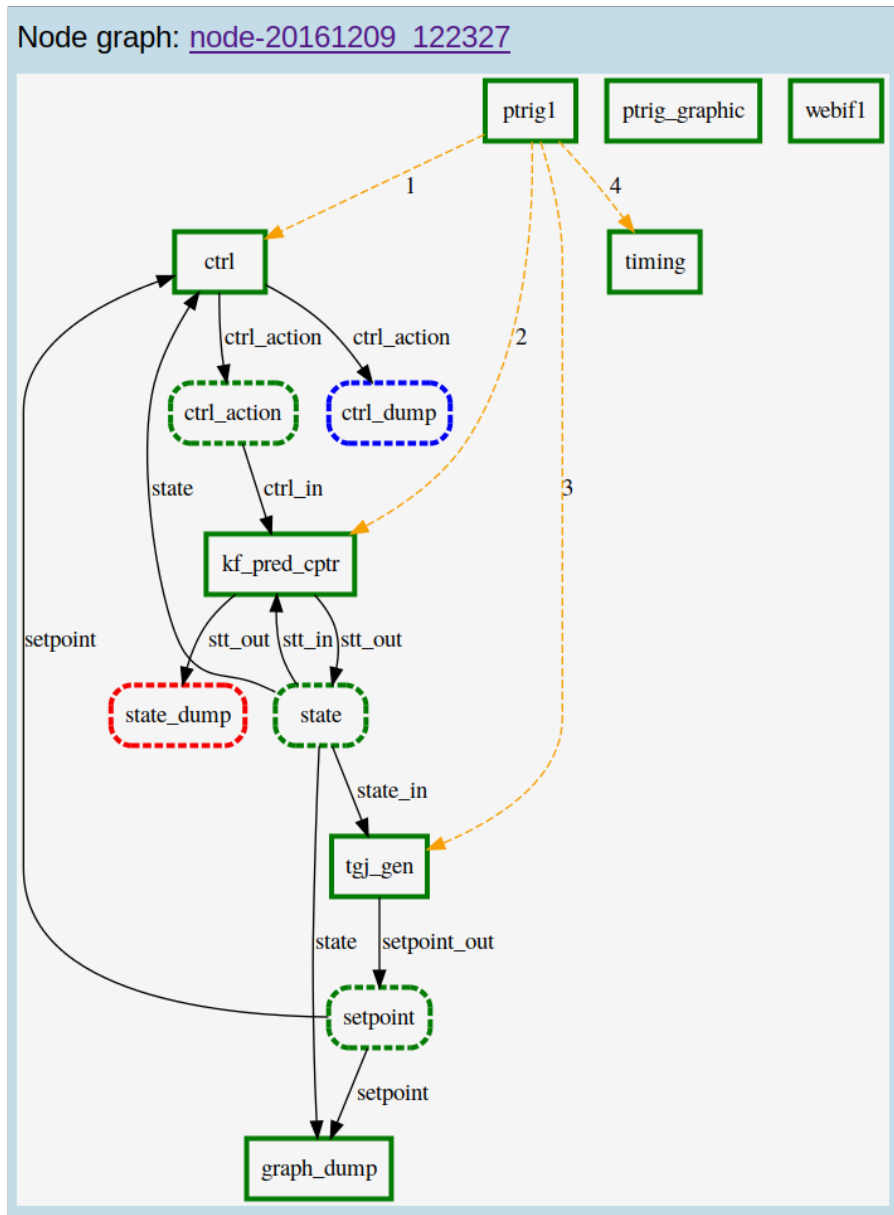 Node graph: node-20161209_122327
ptrig1
ptrig_graphic
webif1
1
4
ctrl
timing
ctrl_action
ctrl_action
2
ctrl_action
ctrl_dump
state
ctrl_in
3
kf_pred_cptr
setpoint
stt_out
stt_in
stt_out
state_dump
state
state_in
tgj_gen
state
setpoint_out
setpoint
setpoint
graph_dump